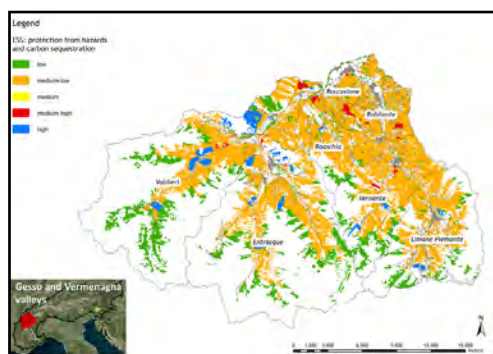 Legend
ESS: protection from hazards
and carbon sequestration
low
medium-low
medium
medium high
high
Roccavione
Robilante
Roaschia
Valdieri
Vernante
Entracque
Limone Piemonte
Gesso and Vermenagna
valleys
N